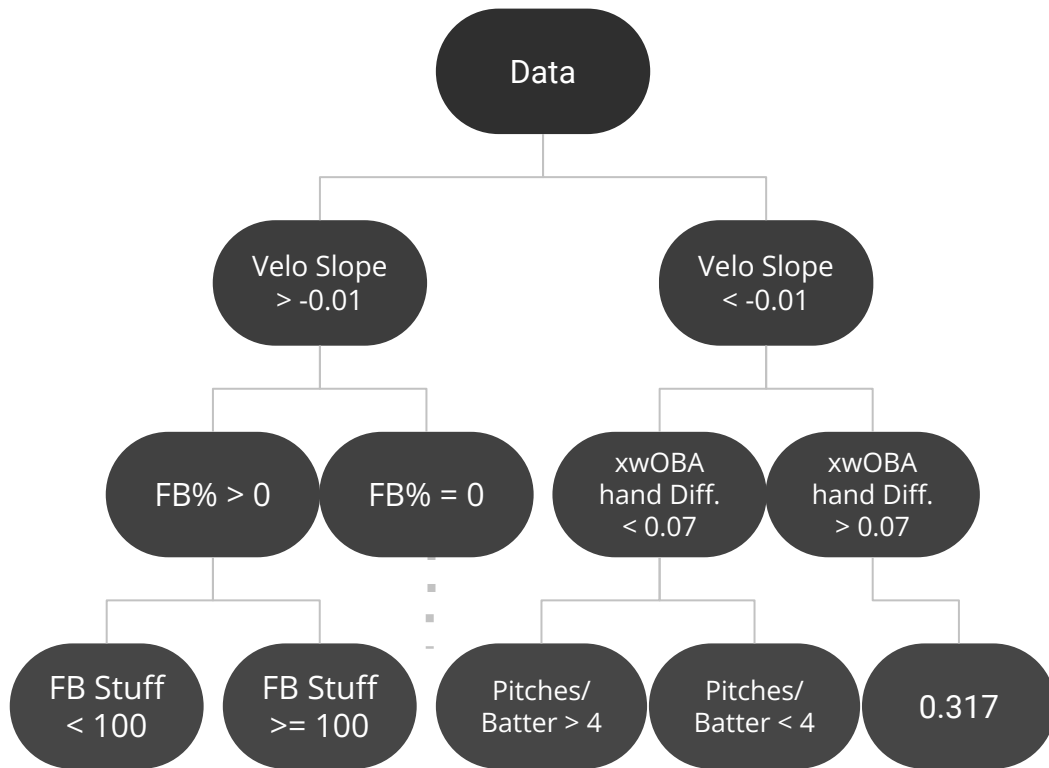 Data
Velo Slope
> -0.01
Velo Slope
< -0.01
FB% > 0
FB% = 0
xwOBA
hand Diff.
< 0.07
xwOBA
hand Diff.
> 0.07
FB Stuff
< 100
FB Stuff
>= 100
Pitches/
Batter > 4
Pitches/
Batter < 4
0.317